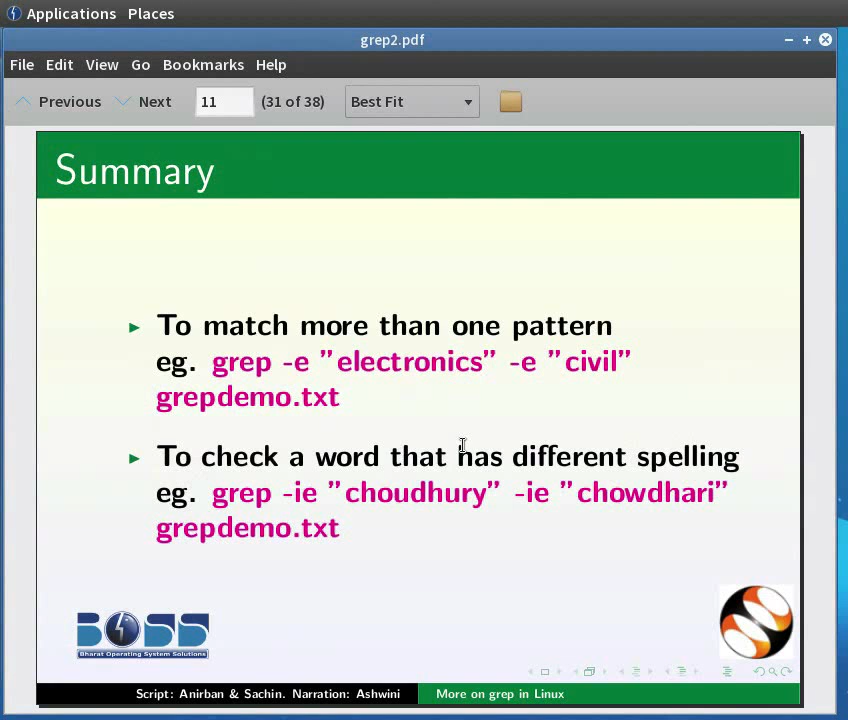 Applications Places
grep2.pdf
File Edit View Go Bookmarks Help
Previous Next 11 (31 of 38) Best Fit
Summary
To match more than one pattern
eg. grep -e ”electronics” -e ”civil”
grepdemo.txt
To check a word that has different spelling
eg. grep -ie ”choudhury” -ie ”chowdhari”
grepdemo.txt
BOSS
Bharat Operating System Solutions
Script: Anirban & Sachin. Narration: Ashwini More on grep in Linux